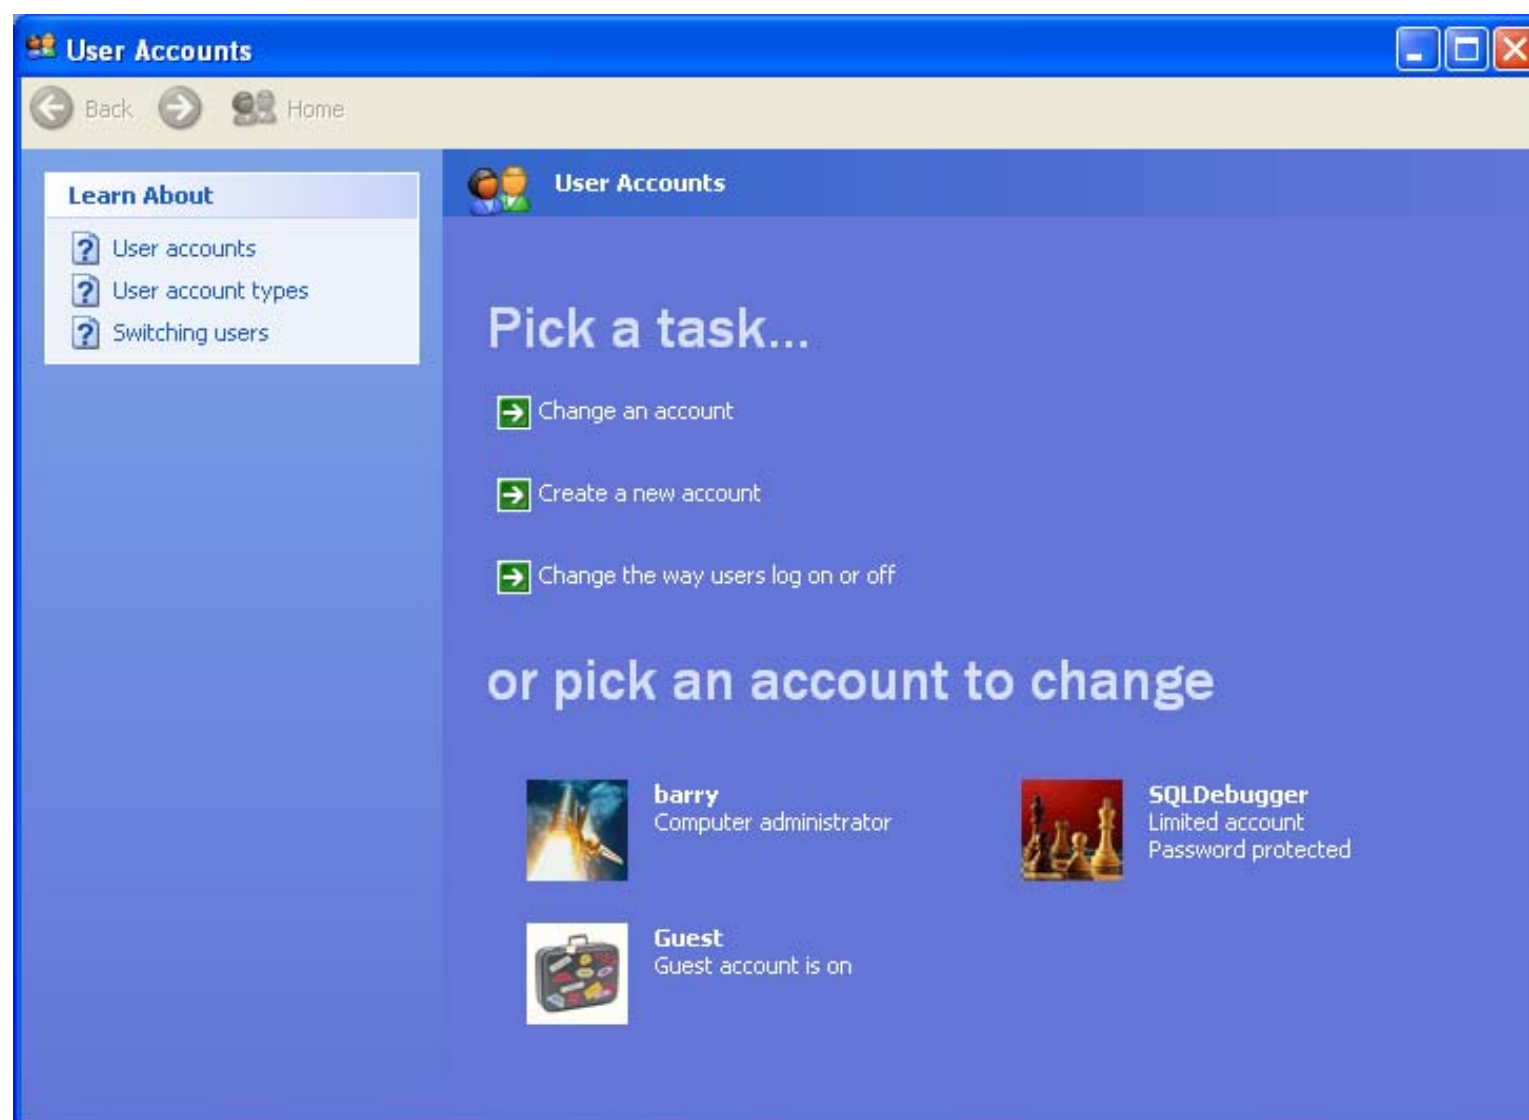 User Accounts
Back
Home
Learn About
User accounts
User account types
Switching users
User Accounts
Pick a task...
Change an account
Create a new account
Change the way users log on or off
or pick an account to change
barry
Computer administrator
SQLDebugger
Limited account
Password protected
Guest
Guest account is on